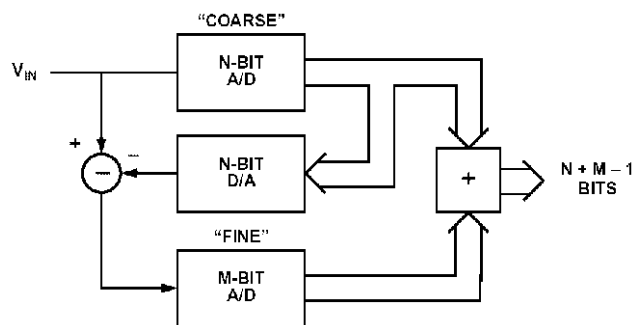 "COARSE"
V_IN
N-BIT
A/D
+
–
–
N-BIT
D/A
+
N + M – 1
BITS
"FINE"
M-BIT
A/D